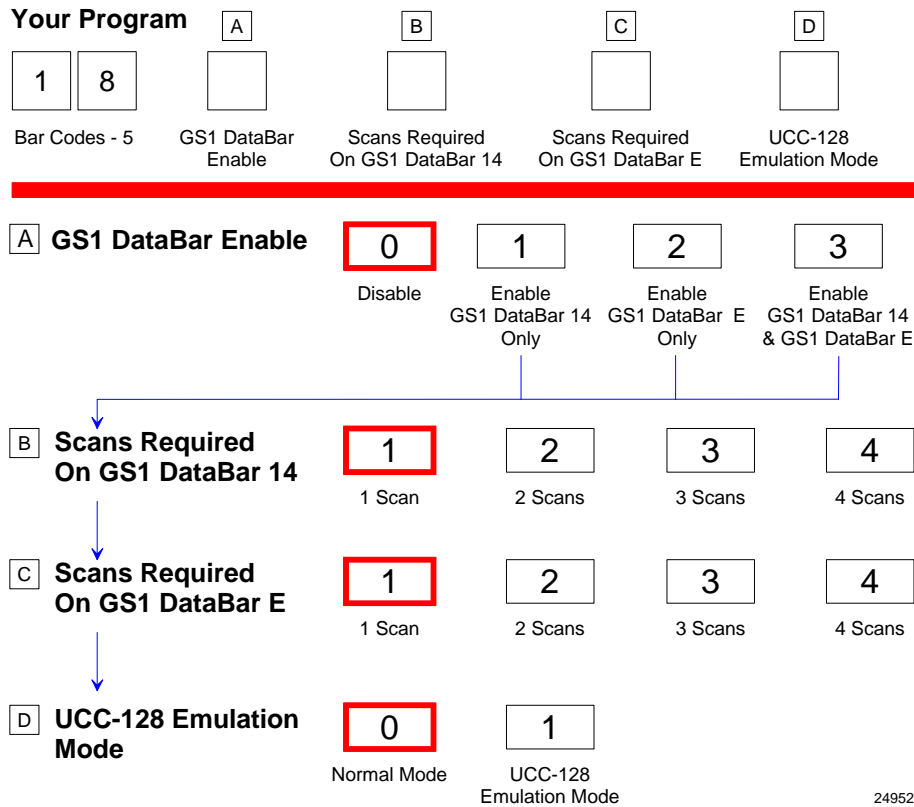 Your Program
A
B
C
D
1 8
Bar Codes - 5
GS1 DataBar
Enable
Scans Required
On GS1 DataBar 14
Scans Required
On GS1 DataBar E
UCC-128
Emulation Mode
A GS1 DataBar Enable
0
1
2
3
Disable
Enable
GS1 DataBar 14
Only
Enable
GS1 DataBar E
Only
Enable
GS1 DataBar 14
& GS1 DataBar E
B Scans Required
On GS1 DataBar 14
1
2
3
4
1 Scan
2 Scans
3 Scans
4 Scans
C Scans Required
On GS1 DataBar E
1
2
3
4
1 Scan
2 Scans
3 Scans
4 Scans
D UCC-128 Emulation
Mode
0
1
Normal Mode
UCC-128
Emulation Mode
24952